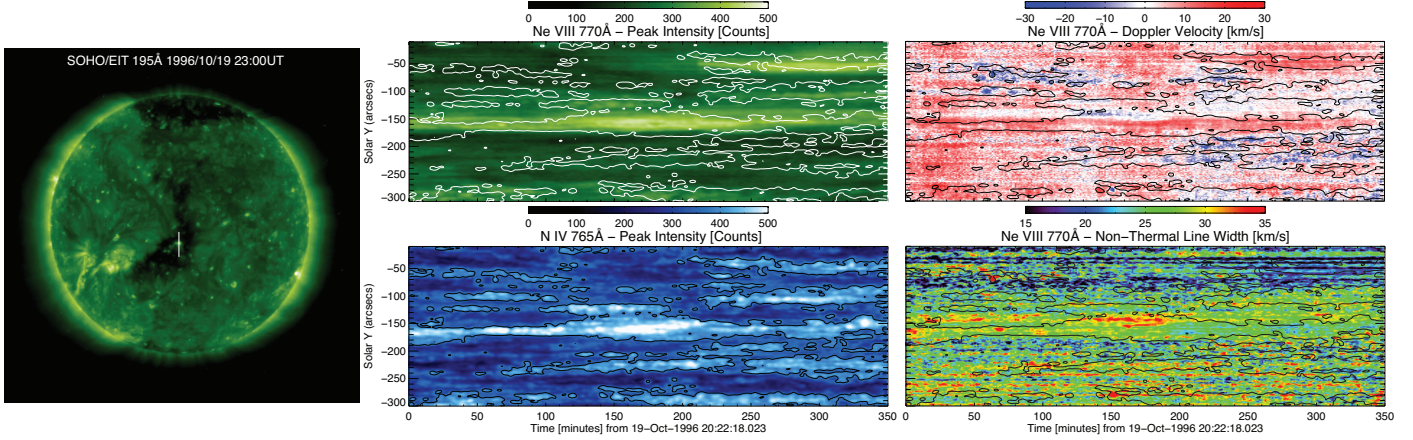 SOHO/EIT 195Å 1996/10/19 23:00UT
0 100 200 300 400 500
Ne VIII 770Å − Peak Intensity [Counts]
−50
−100
−150
−200
−250
−300
Solar Y (arcsecs)
−30 −20 −10 0 10 20 30
Ne VIII 770Å − Doppler Velocity [km/s]
0 100 200 300 400 500
N IV 765Å − Peak Intensity [Counts]
−50
−100
−150
−200
−250
−300
Solar Y (arcsecs)
0 50 100 150 200 250 300 350
Time [minutes] from 19−Oct−1996 20:22:18.023
15 20 25 30 35
Ne VIII 770Å − Non−Thermal Line Width [km/s]
0 50 100 150 200 250 300 350
Time [minutes] from 19−Oct−1996 20:22:18.023